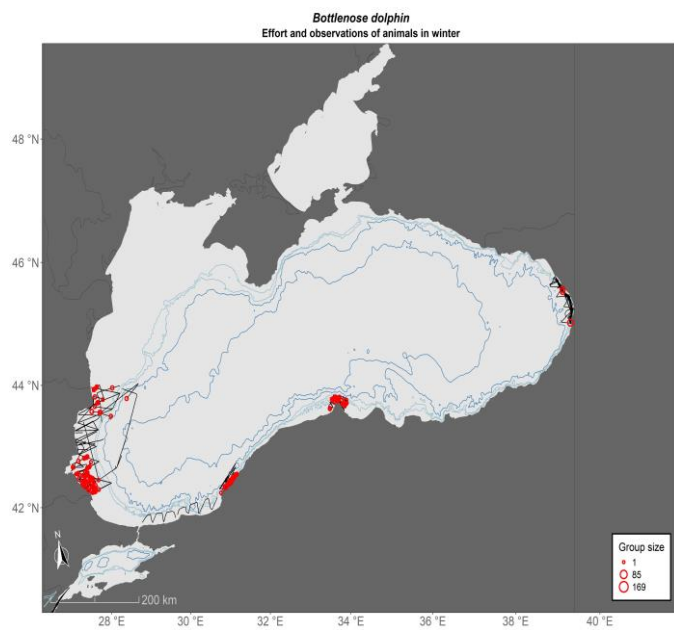 Bottlenose dolphin
Effort and observations of animals in winter
48 °N
46 °N
44 °N
42 °N
N
200 km
Group size
1
85
169
28 °E
30 °E
32 °E
34 °E
36 °E
38 °E
40 °E